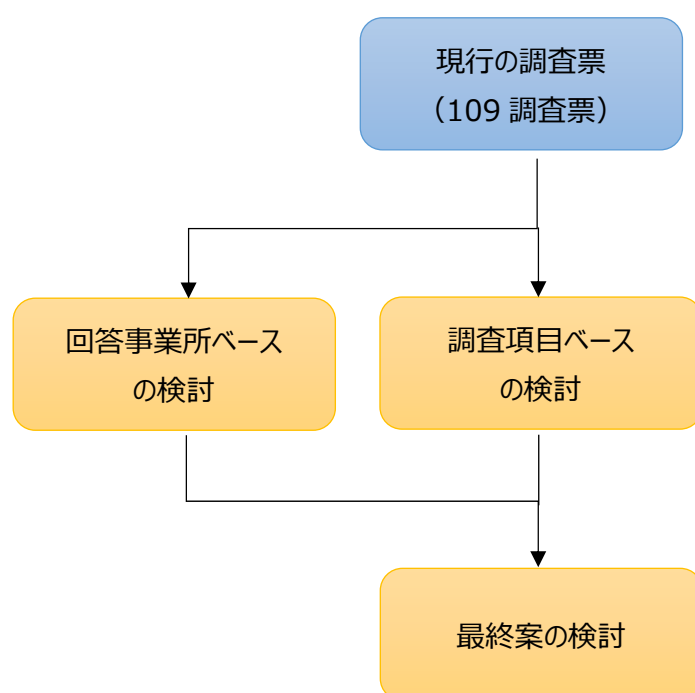 現行の調査票
（109 調査票）
回答事業所ベース
の検討
調査項目ベース
の検討
最終案の検討